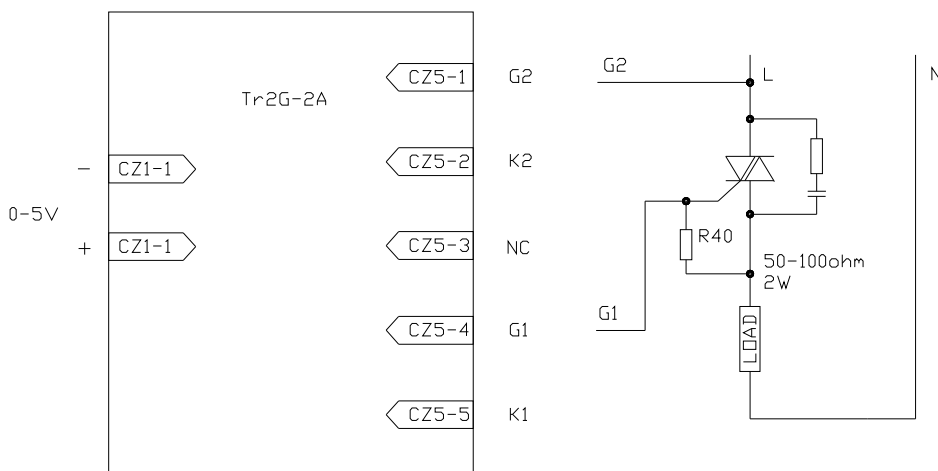 Tr2G-2A
CZ5-1
G2
CZ5-2
K2
CZ5-3
NC
CZ5-4
G1
CZ5-5
K1
-
CZ1-1
0-5V
+
CZ1-1
G2
L
N
R40
50-100ohm
2W
G1
LOAD